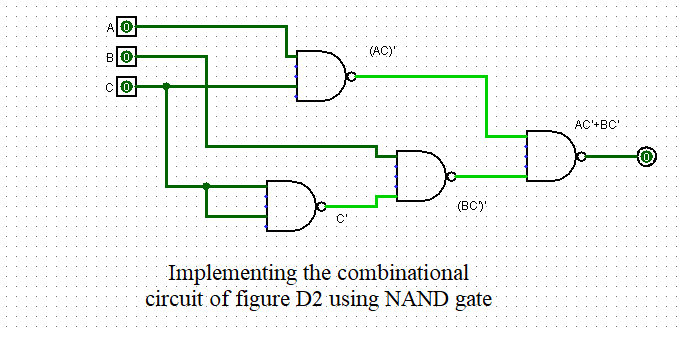 A 0
(AC)'
B 0
C 0
AC'+BC'
0
(BC')'
C'
Implementing the combinational
circuit of figure D2 using NAND gate